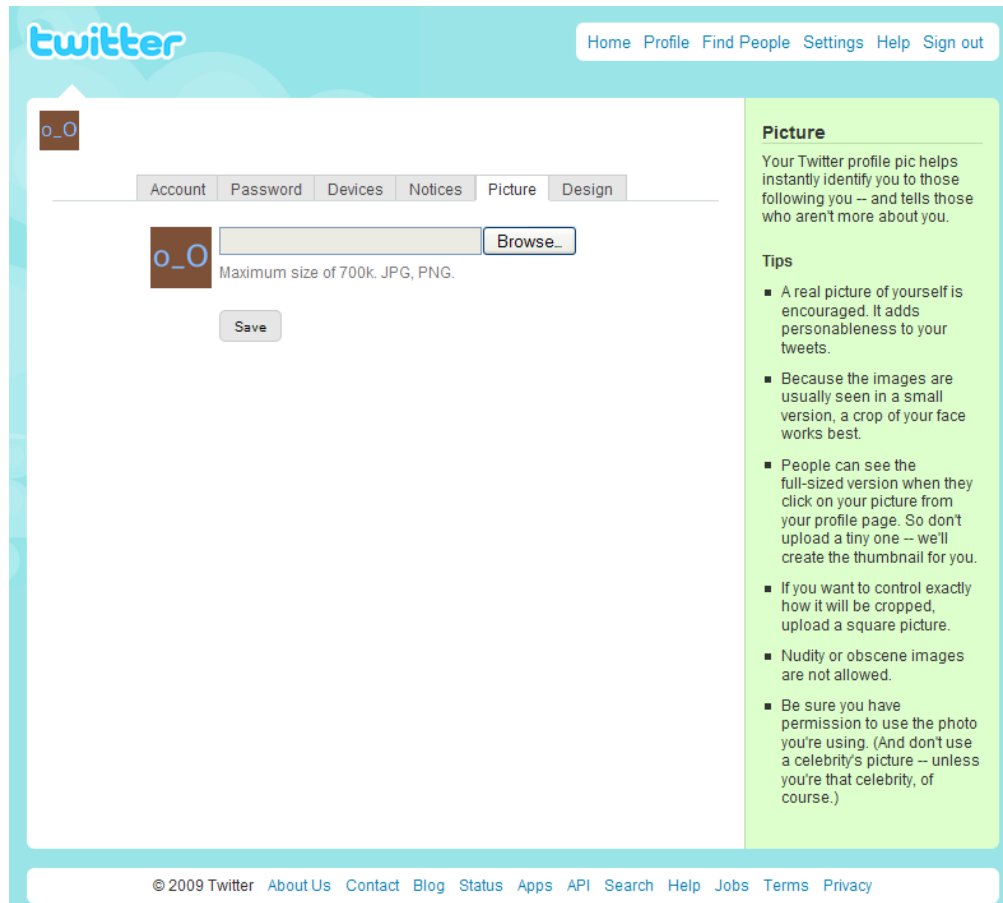 twitter
Home Profile Find People Settings Help Sign out
o_O
Account Password Devices Notices Picture Design
o_O
Browse...
Maximum size of 700k. JPG, PNG.
Save
Picture
Your Twitter profile pic helps
instantly identify you to those
following you -- and tells those
who aren't more about you.
Tips
A real picture of yourself is
encouraged. It adds
personableness to your
tweets.
Because the images are
usually seen in a small
version, a crop of your face
works best.
People can see the
full-sized version when they
click on your picture from
your profile page. So don't
upload a tiny one -- we'll
create the thumbnail for you.
If you want to control exactly
how it will be cropped,
upload a square picture.
Nudity or obscene images
are not allowed.
Be sure you have
permission to use the photo
you're using. (And don't use
a celebrity's picture -- unless
you're that celebrity, of
course.)
© 2009 Twitter About Us Contact Blog Status Apps API Search Help Jobs Terms Privacy